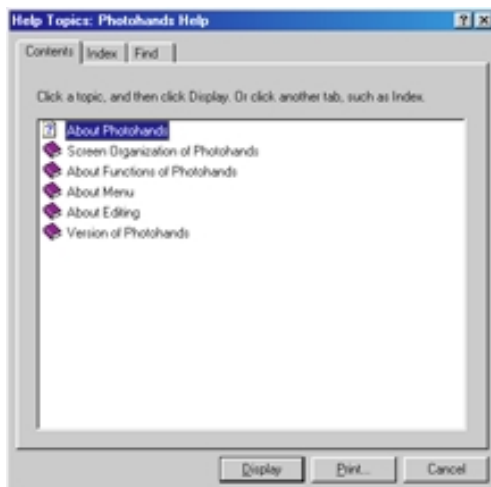 Help Topics: Photohands Help
Contents Index Find
Click a topic, and then click Display. Or click another tab, such as Index.
About Photohands
Screen Organization of Photohands
About Functions of Photohands
About Menu
About Editing
Version of Photohands
Display Print... Cancel